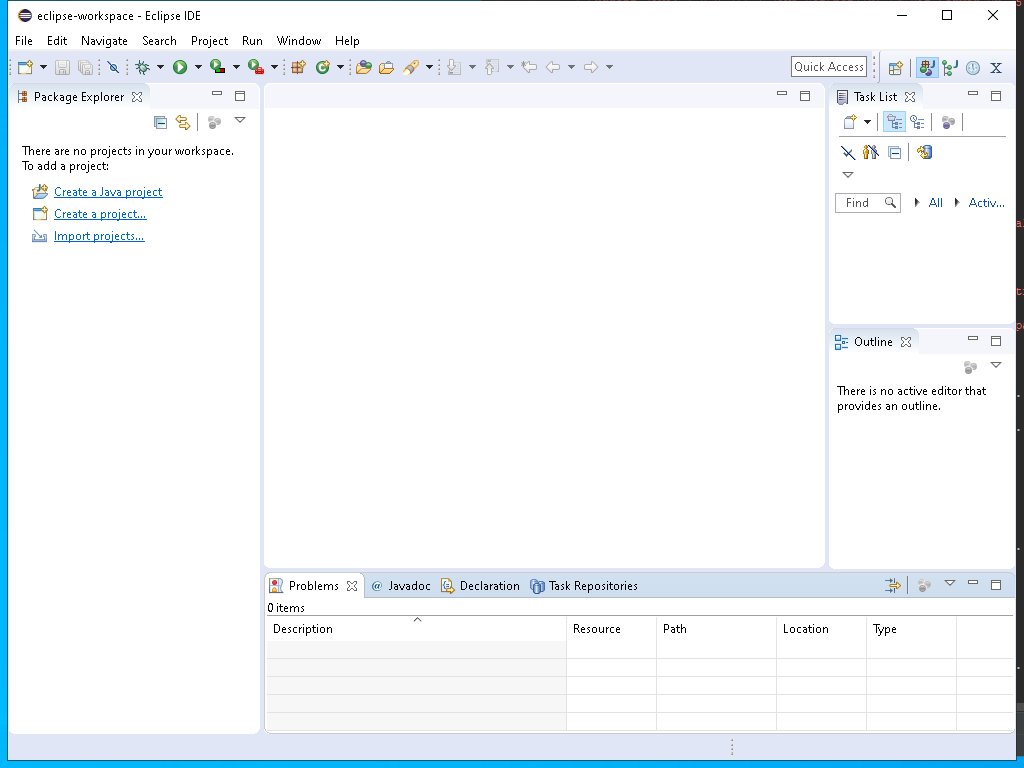 eclipse-workspace - Eclipse IDE
File Edit Navigate Search Project Run Window Help
Quick Access
Package Explorer
There are no projects in your workspace.
To add a project:
Create a Java project
Create a project...
Import projects...
Task List
Find All Activ...
Outline
There is no active editor that
provides an outline.
Problems @ Javadoc Declaration Task Repositories
0 items
Description Resource Path Location Type